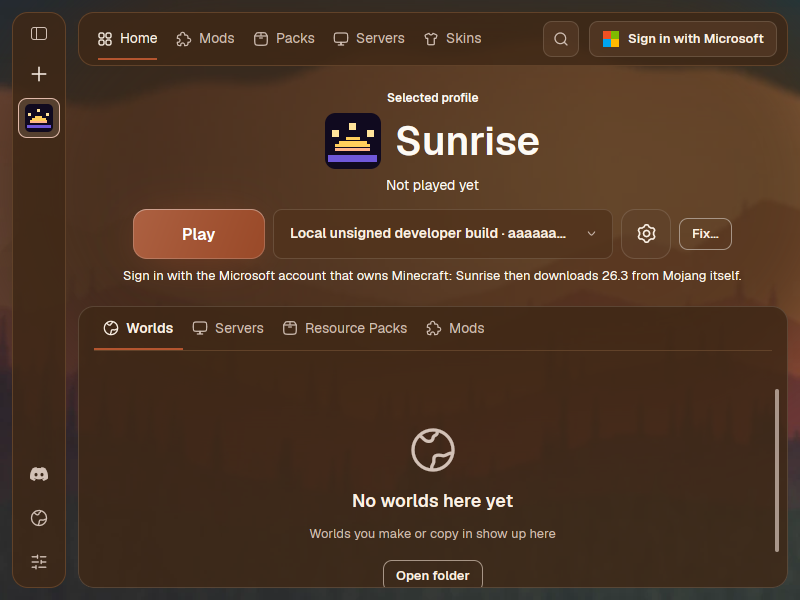 Home Mods Packs Servers Skins Sign in with Microsoft
Selected profile
Sunrise
Not played yet
Play Local unsigned developer build · aaaaaa... Fix...
Sign in with the Microsoft account that owns Minecraft: Sunrise then downloads 26.3 from Mojang itself.
Worlds Servers Resource Packs Mods
No worlds here yet
Worlds you make or copy in show up here
Open folder